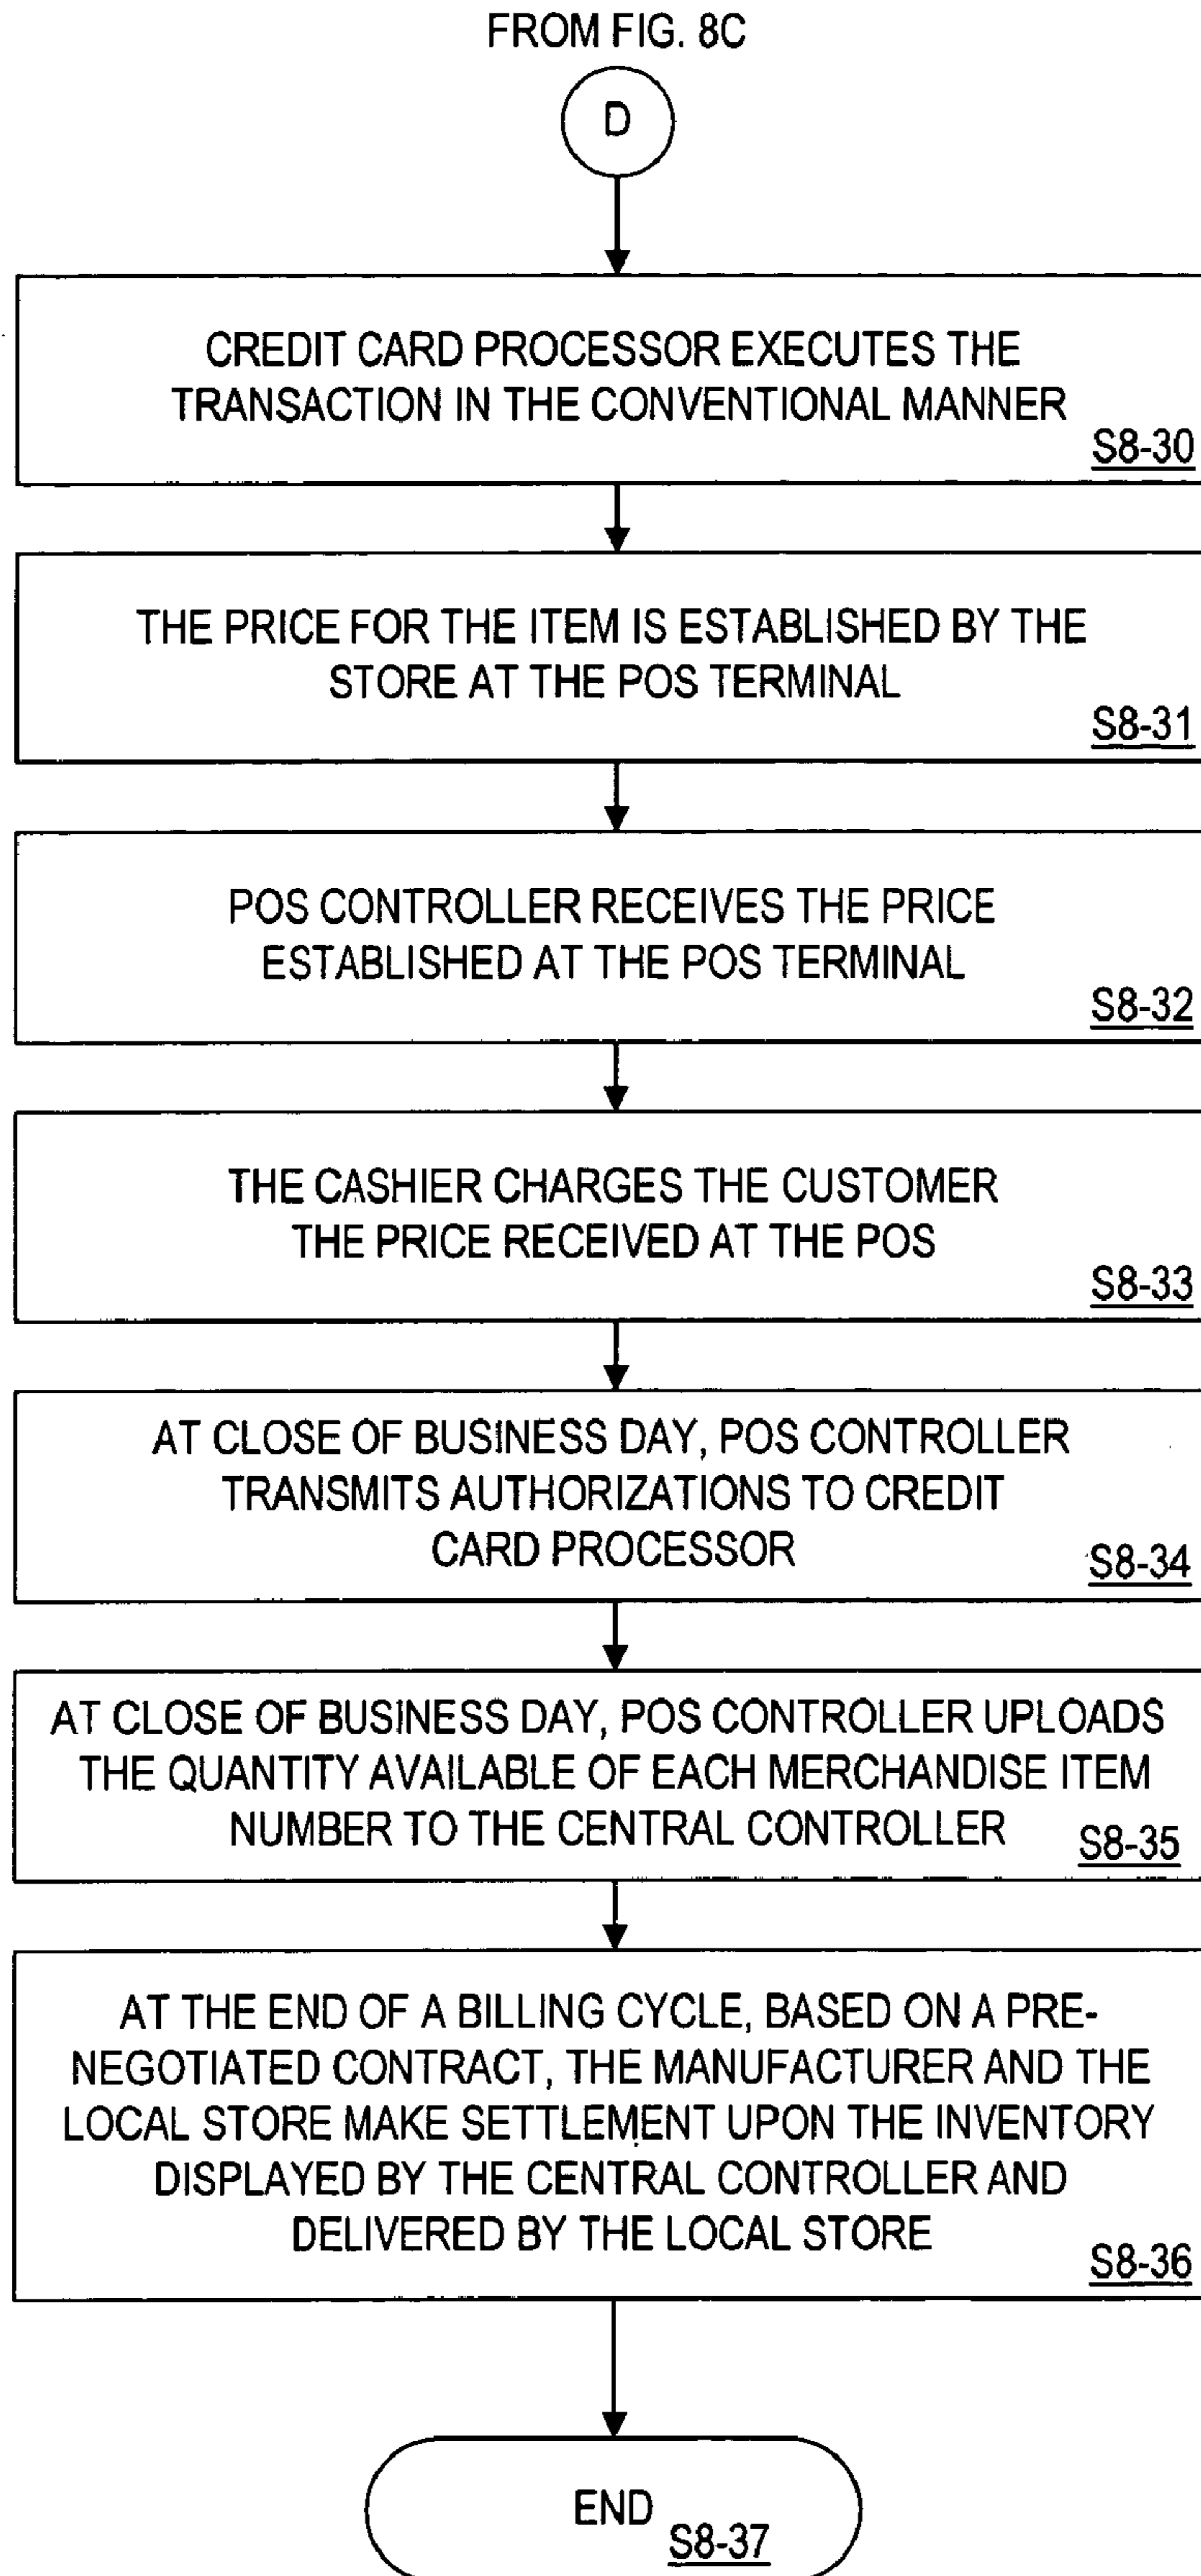 FROM FIG. 8C
D
CREDIT CARD PROCESSOR EXECUTES THE
TRANSACTION IN THE CONVENTIONAL MANNER
S8-30
THE PRICE FOR THE ITEM IS ESTABLISHED BY THE
STORE AT THE POS TERMINAL
S8-31
POS CONTROLLER RECEIVES THE PRICE
ESTABLISHED AT THE POS TERMINAL
S8-32
THE CASHIER CHARGES THE CUSTOMER
THE PRICE RECEIVED AT THE POS
S8-33
AT CLOSE OF BUSINESS DAY, POS CONTROLLER
TRANSMITS AUTHORIZATIONS TO CREDIT
CARD PROCESSOR
S8-34
AT CLOSE OF BUSINESS DAY, POS CONTROLLER UPLOADS
THE QUANTITY AVAILABLE OF EACH MERCHANDISE ITEM
NUMBER TO THE CENTRAL CONTROLLER
S8-35
AT THE END OF A BILLING CYCLE, BASED ON A PRE-
NEGOTIATED CONTRACT, THE MANUFACTURER AND THE
LOCAL STORE MAKE SETTLEMENT UPON THE INVENTORY
DISPLAYED BY THE CENTRAL CONTROLLER AND
DELIVERED BY THE LOCAL STORE
S8-36
END
S8-37